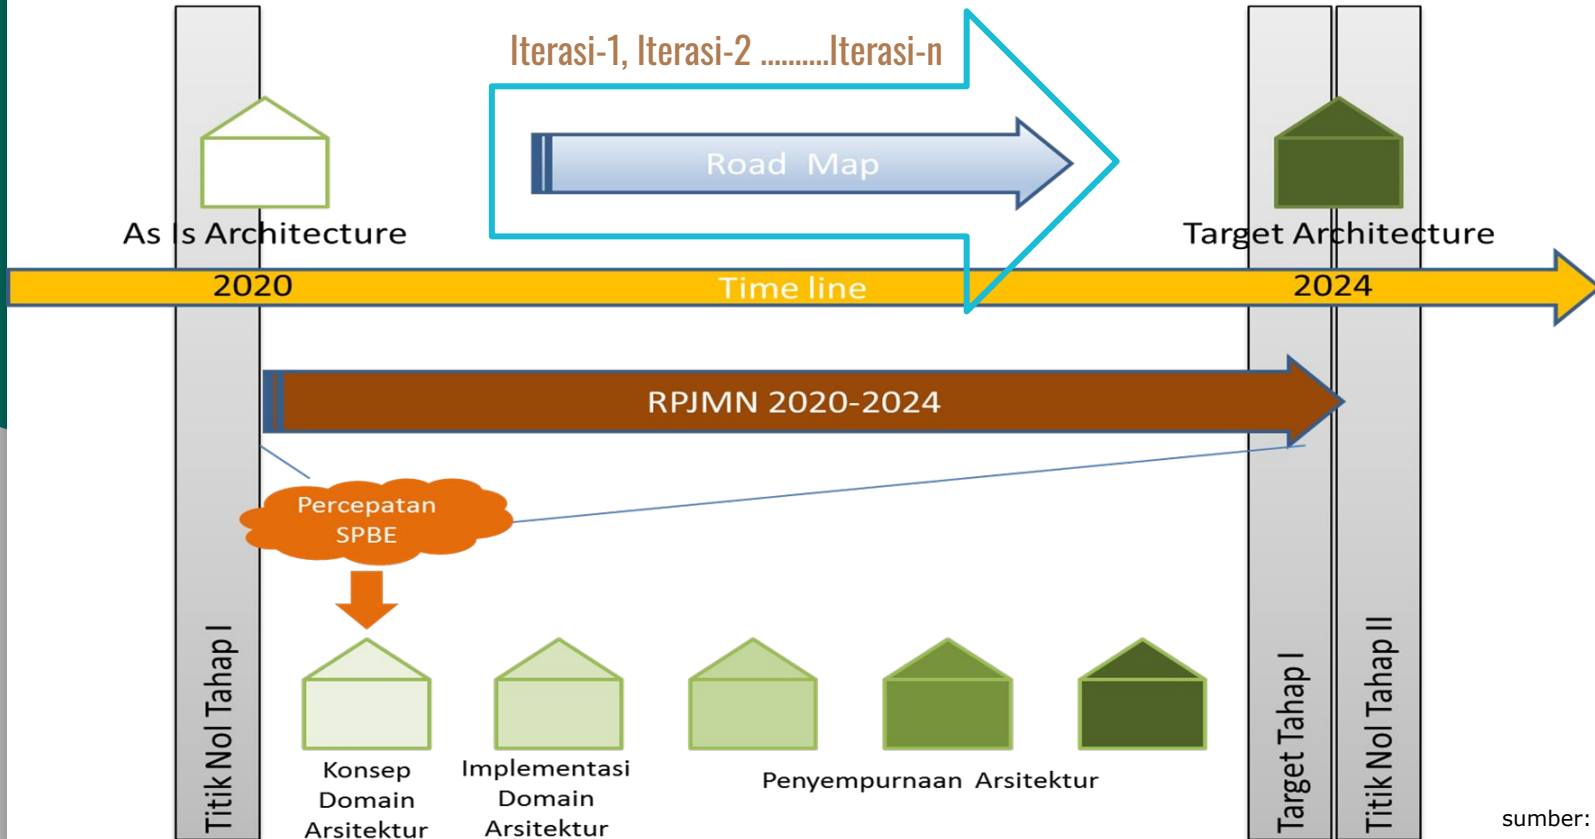 Iterasi-1, Iterasi-2 ..........Iterasi-n
Road Map
As Is Architecture
Target Architecture
2020
Time line
2024
RPJMN 2020-2024
Percepatan
SPBE
Titik Nol Tahap I
Konsep
Domain
Arsitektur
Implementasi
Domain
Arsitektur
Penyempurnaan Arsitektur
Target Tahap I
Titik Nol Tahap II
sumber: